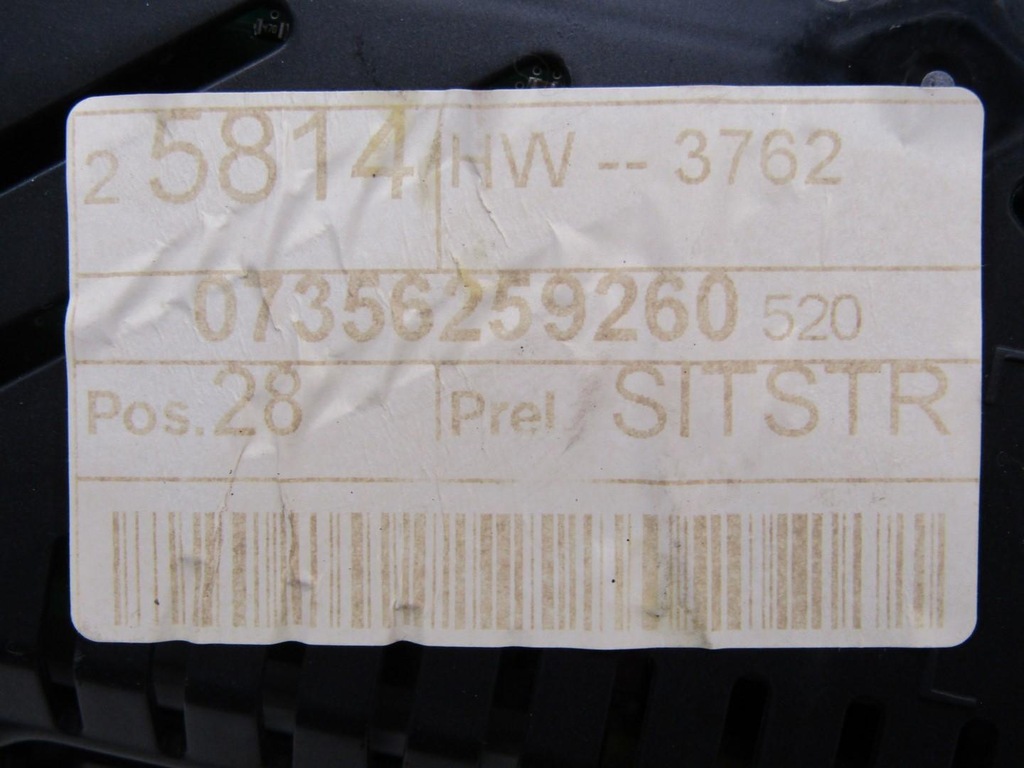 2 5814 HW -- 3762
07356259260 520
Pos. 28 Prel SITSTR